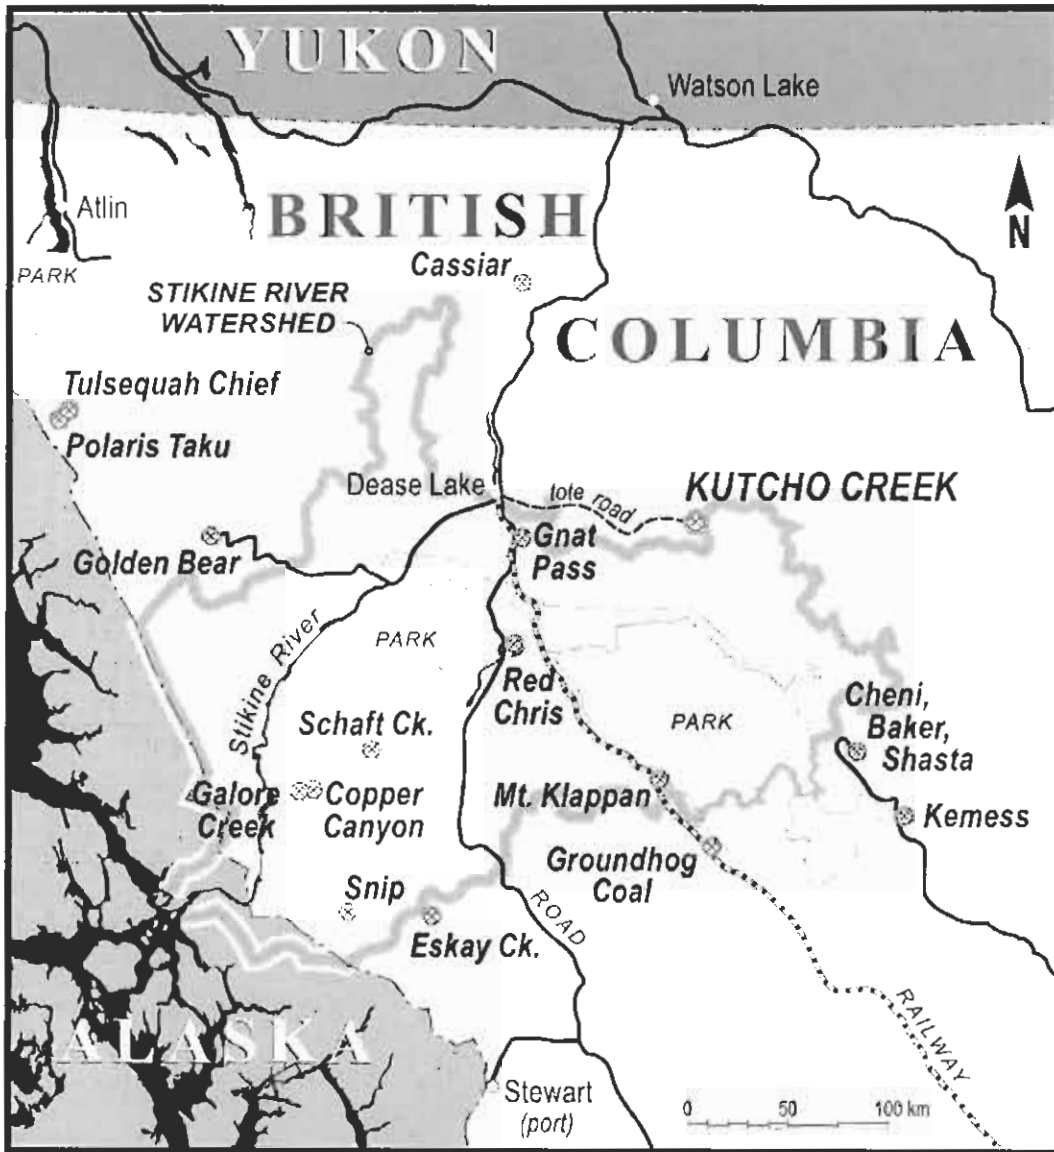 YUKON
Watson Lake
Atlin
BRITISH
N
PARK
Cassiar
STIKINE RIVER
WATERSHED
COLUMBIA
Tulsequah Chief
Polaris Taku
Dease Lake
tote road
KUTCHO CREEK
Golden Bear
Gnat
Pass
Stikine River
PARK
Red
Chris
Cheni,
Baker,
Shasta
PARK
Schaft Ck.
Galore
Creek
Copper
Canyon
Mt. Klappan
Kemess
Groundhog
Coal
Snip
Eskay Ck.
ROAD
RAILWAY
ALASKA
Stewart
(port)
0 50 100 km